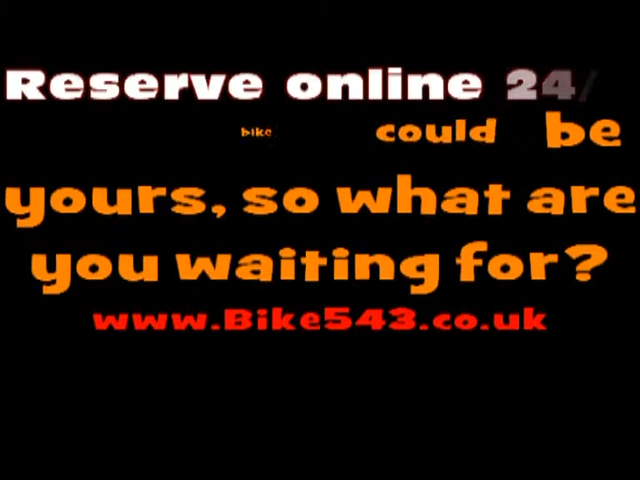 Reserve online 24/
bike could be
yours, so what are
you waiting for?
www.Bike543.co.uk